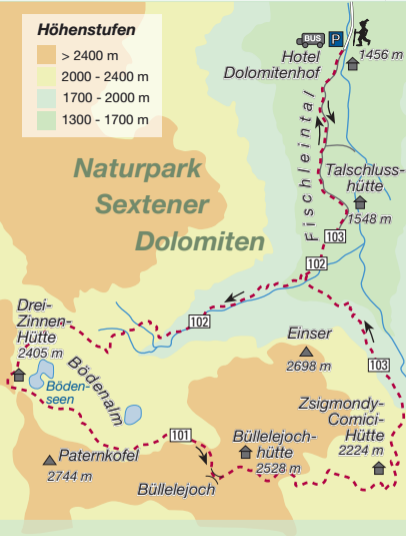 Höhenstufen
> 2400 m
2000 - 2400 m
1700 - 2000 m
1300 - 1700 m
BUS
P
Hotel
Dolomitenhof
1456 m
Fischleintal
Naturpark
Sextener
Dolomiten
Talschluss-
hütte
1548 m
103
102
102
Drei-
Zinnen-
Hütte
2405 m
Böden-
seen
Bödenalm
Einser
2698 m
103
Zsigmondy-
Comici-
Hütte
2224 m
101
Büllelejoch-
hütte
2528 m
Paternkofel
2744 m
Büllelejoch